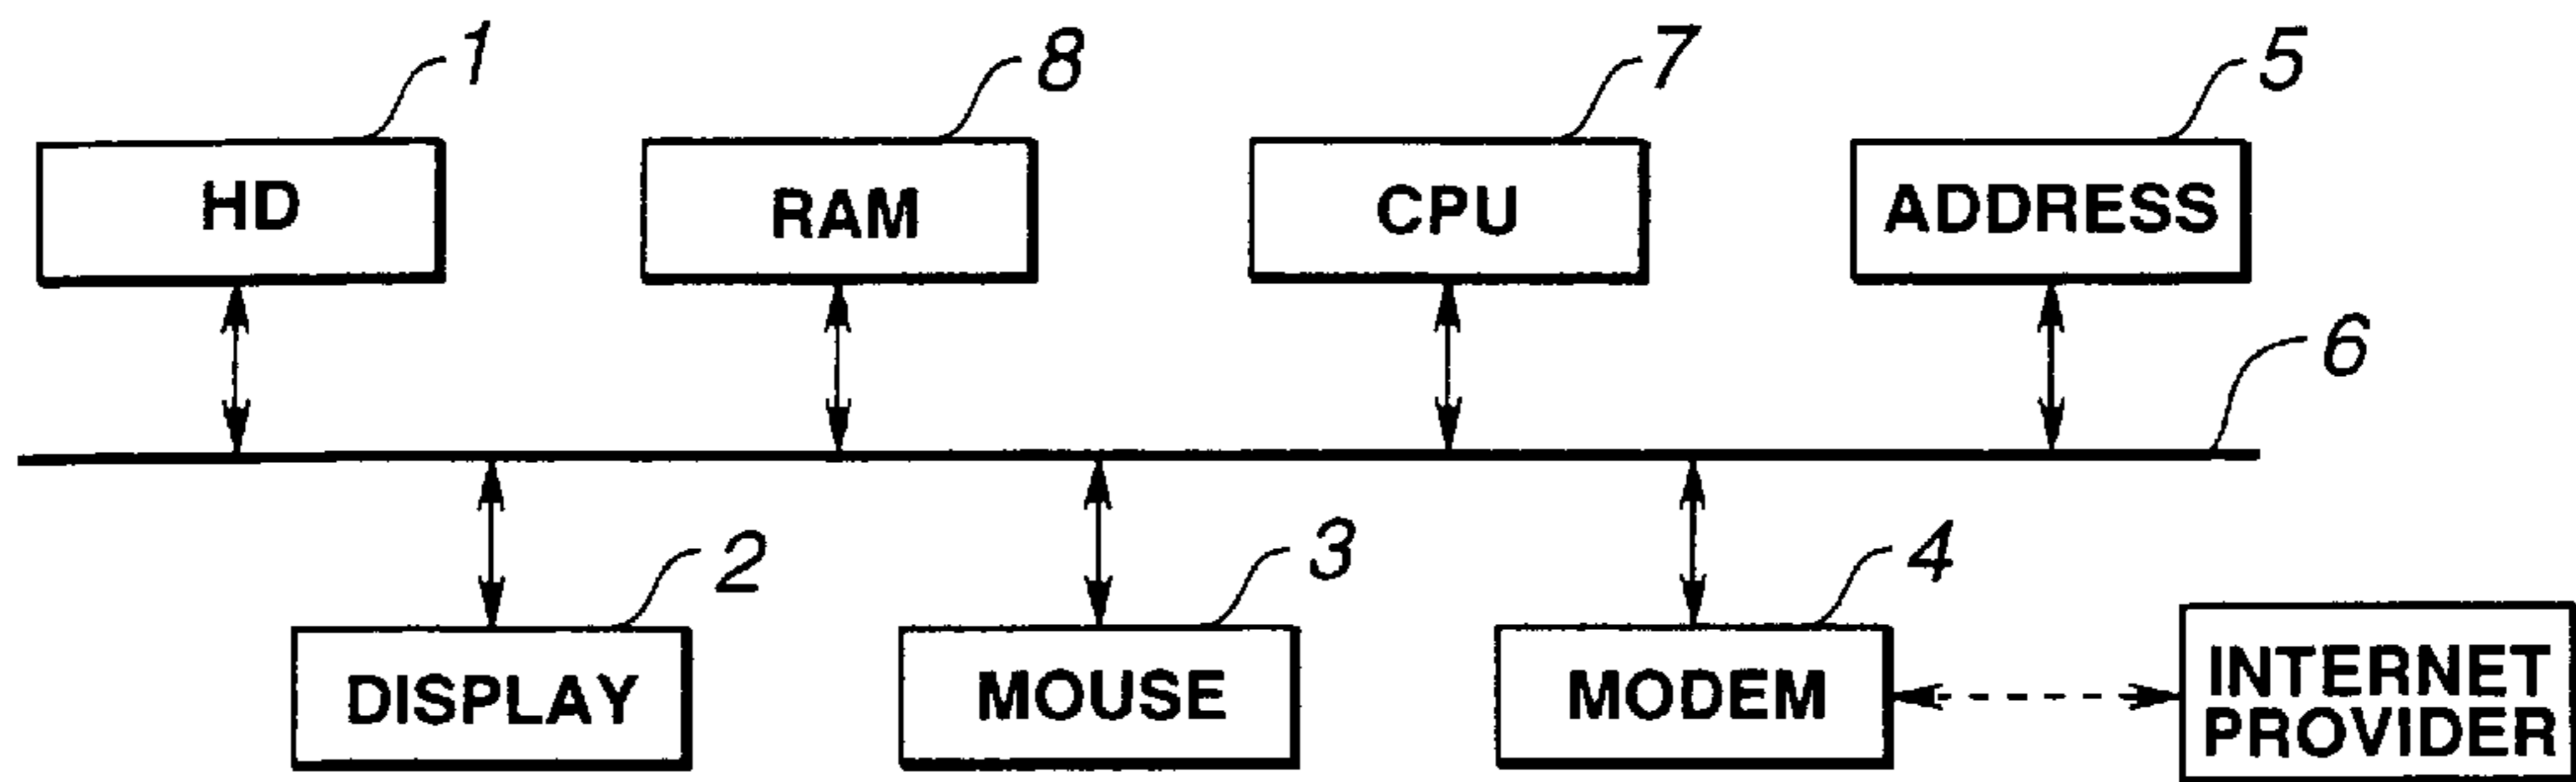 1
8
7
5
HD
RAM
CPU
ADDRESS
6
2
3
4
DISPLAY
MOUSE
MODEM
INTERNET
PROVIDER